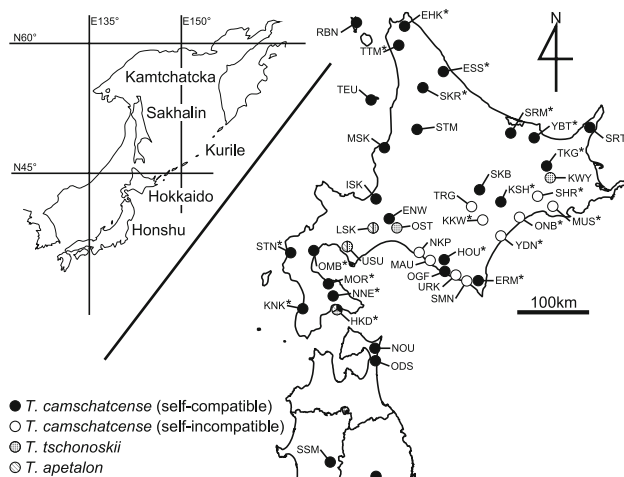 E135°
E150°
N60°
N45°
Kamtchatcka
Sakhalin
Kurile
Hokkaido
Honshu
N
RBN
EHK*
TTM*
ESS*
TEU
SKR*
STM
MSK
SRM*
YBT*
SRT
TKG*
KWY
SKB
KSH*
SHR*
MUS*
TRG
KKW*
ONB*
YDN*
ISK
ENW
LSK
OST
STN*
OMB*
USU
NKP
MAU
HOU*
OGF
URK
SMN
ERM*
MOR*
NNE*
KNK*
HKD*
100km
NOU
ODS
SSM
T. camschatcense (self-compatible)
T. camschatcense (self-incompatible)
T. tschonoskii
T. apetalon